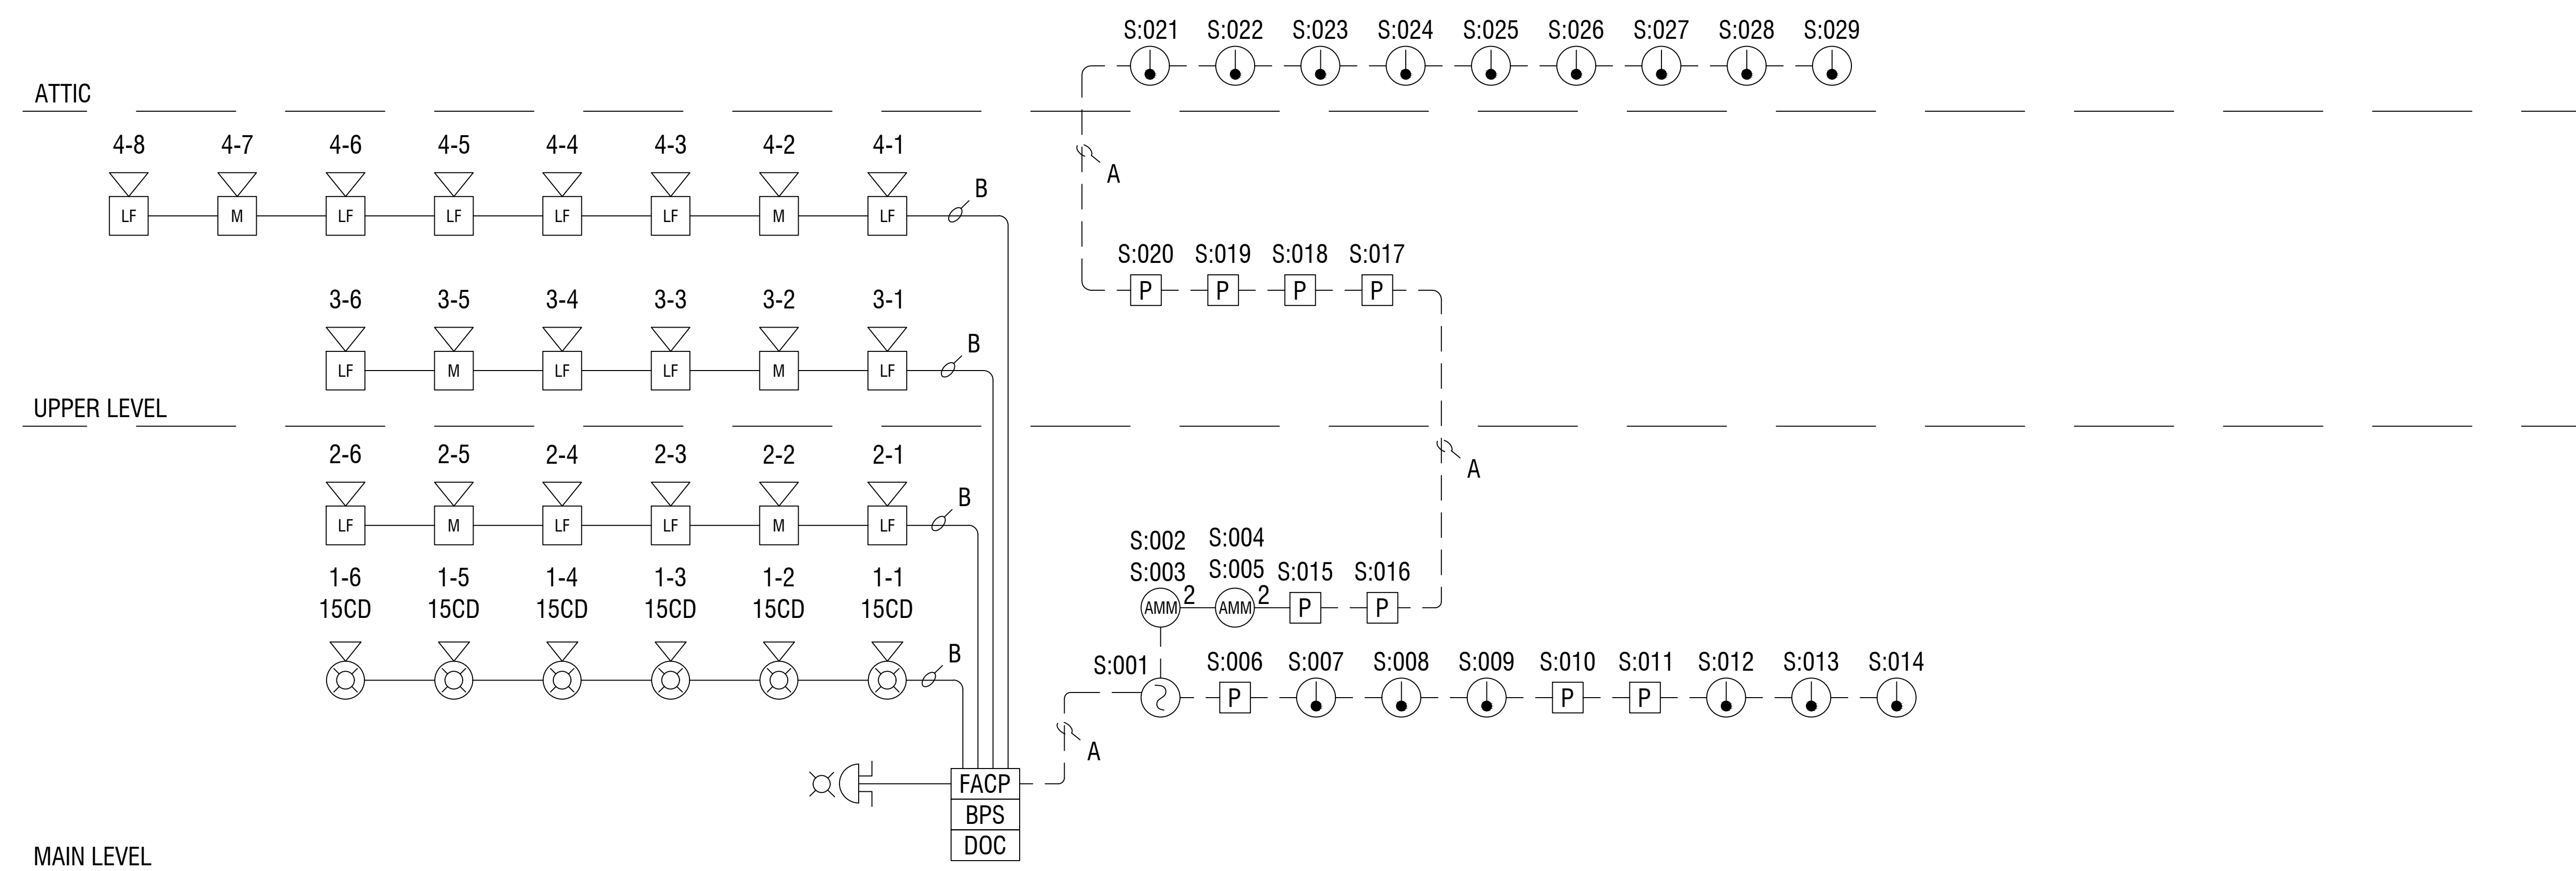 S:021 S:022 S:023 S:024 S:025 S:026 S:027 S:028 S:029
ATTIC
4-8 4-7 4-6 4-5 4-4 4-3 4-2 4-1
A
B
LF M LF LF LF LF M LF
S:020 S:019 S:018 S:017
P P P P
3-6 3-5 3-4 3-3 3-2 3-1
B
LF M LF LF M LF
UPPER LEVEL
2-6 2-5 2-4 2-3 2-2 2-1
A
B
LF M LF LF M LF
S:002 S:004
S:003 S:005 S:015 S:016
1-6 1-5 1-4 1-3 1-2 1-1
15CD 15CD 15CD 15CD 15CD 15CD
AMM 2 AMM 2 P P
B
S:001 S:006 S:007 S:008 S:009 S:010 S:011 S:012 S:013 S:014
P P P
A
FACP
BPS
DOC
MAIN LEVEL